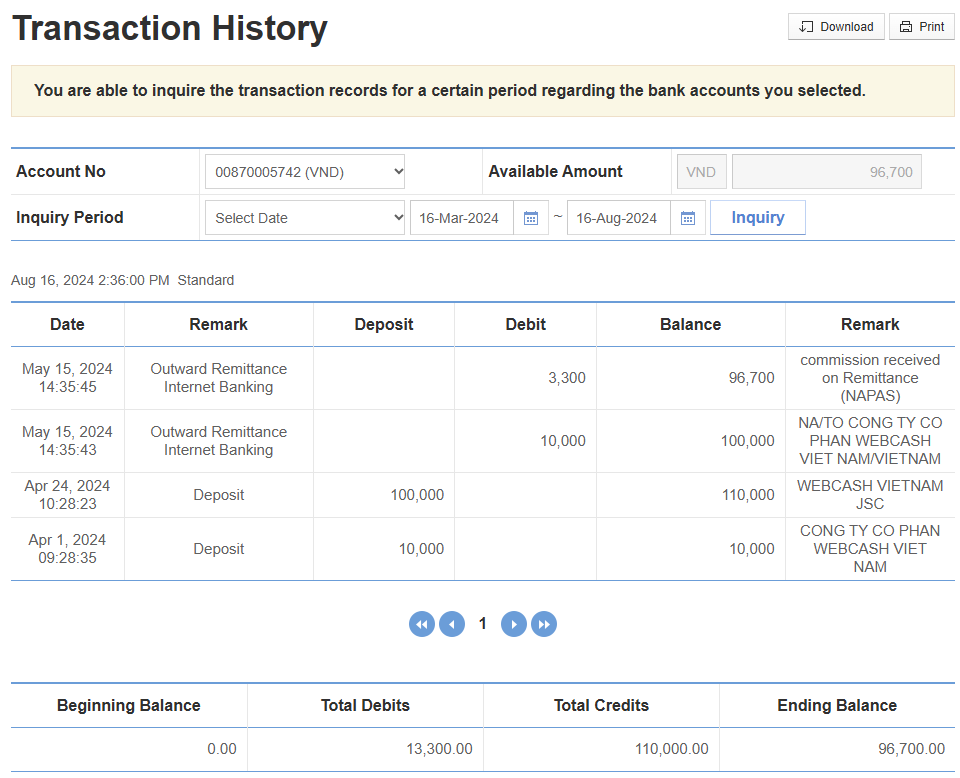 Transaction History
Download
Print
You are able to inquire the transaction records for a certain period regarding the bank accounts you selected.
Account No
00870005742 (VND)
Available Amount
VND
96,700
Inquiry Period
Select Date
16-Mar-2024
~
16-Aug-2024
Inquiry
Aug 16, 2024 2:36:00 PM Standard
Date Remark Deposit Debit Balance Remark
May 15, 2024
14:35:45
Outward Remittance
Internet Banking
3,300
96,700
commission received
on Remittance
(NAPAS)
May 15, 2024
14:35:43
Outward Remittance
Internet Banking
10,000
100,000
NA/TO CONG TY CO
PHAN WEBCASH
VIET NAM/VIETNAM
Apr 24, 2024
10:28:23
Deposit
100,000
110,000
WEBCASH VIETNAM
JSC
Apr 1, 2024
09:28:35
Deposit
10,000
10,000
CONG TY CO PHAN
WEBCASH VIET
NAM
1
Beginning Balance Total Debits Total Credits Ending Balance
0.00 13,300.00 110,000.00 96,700.00